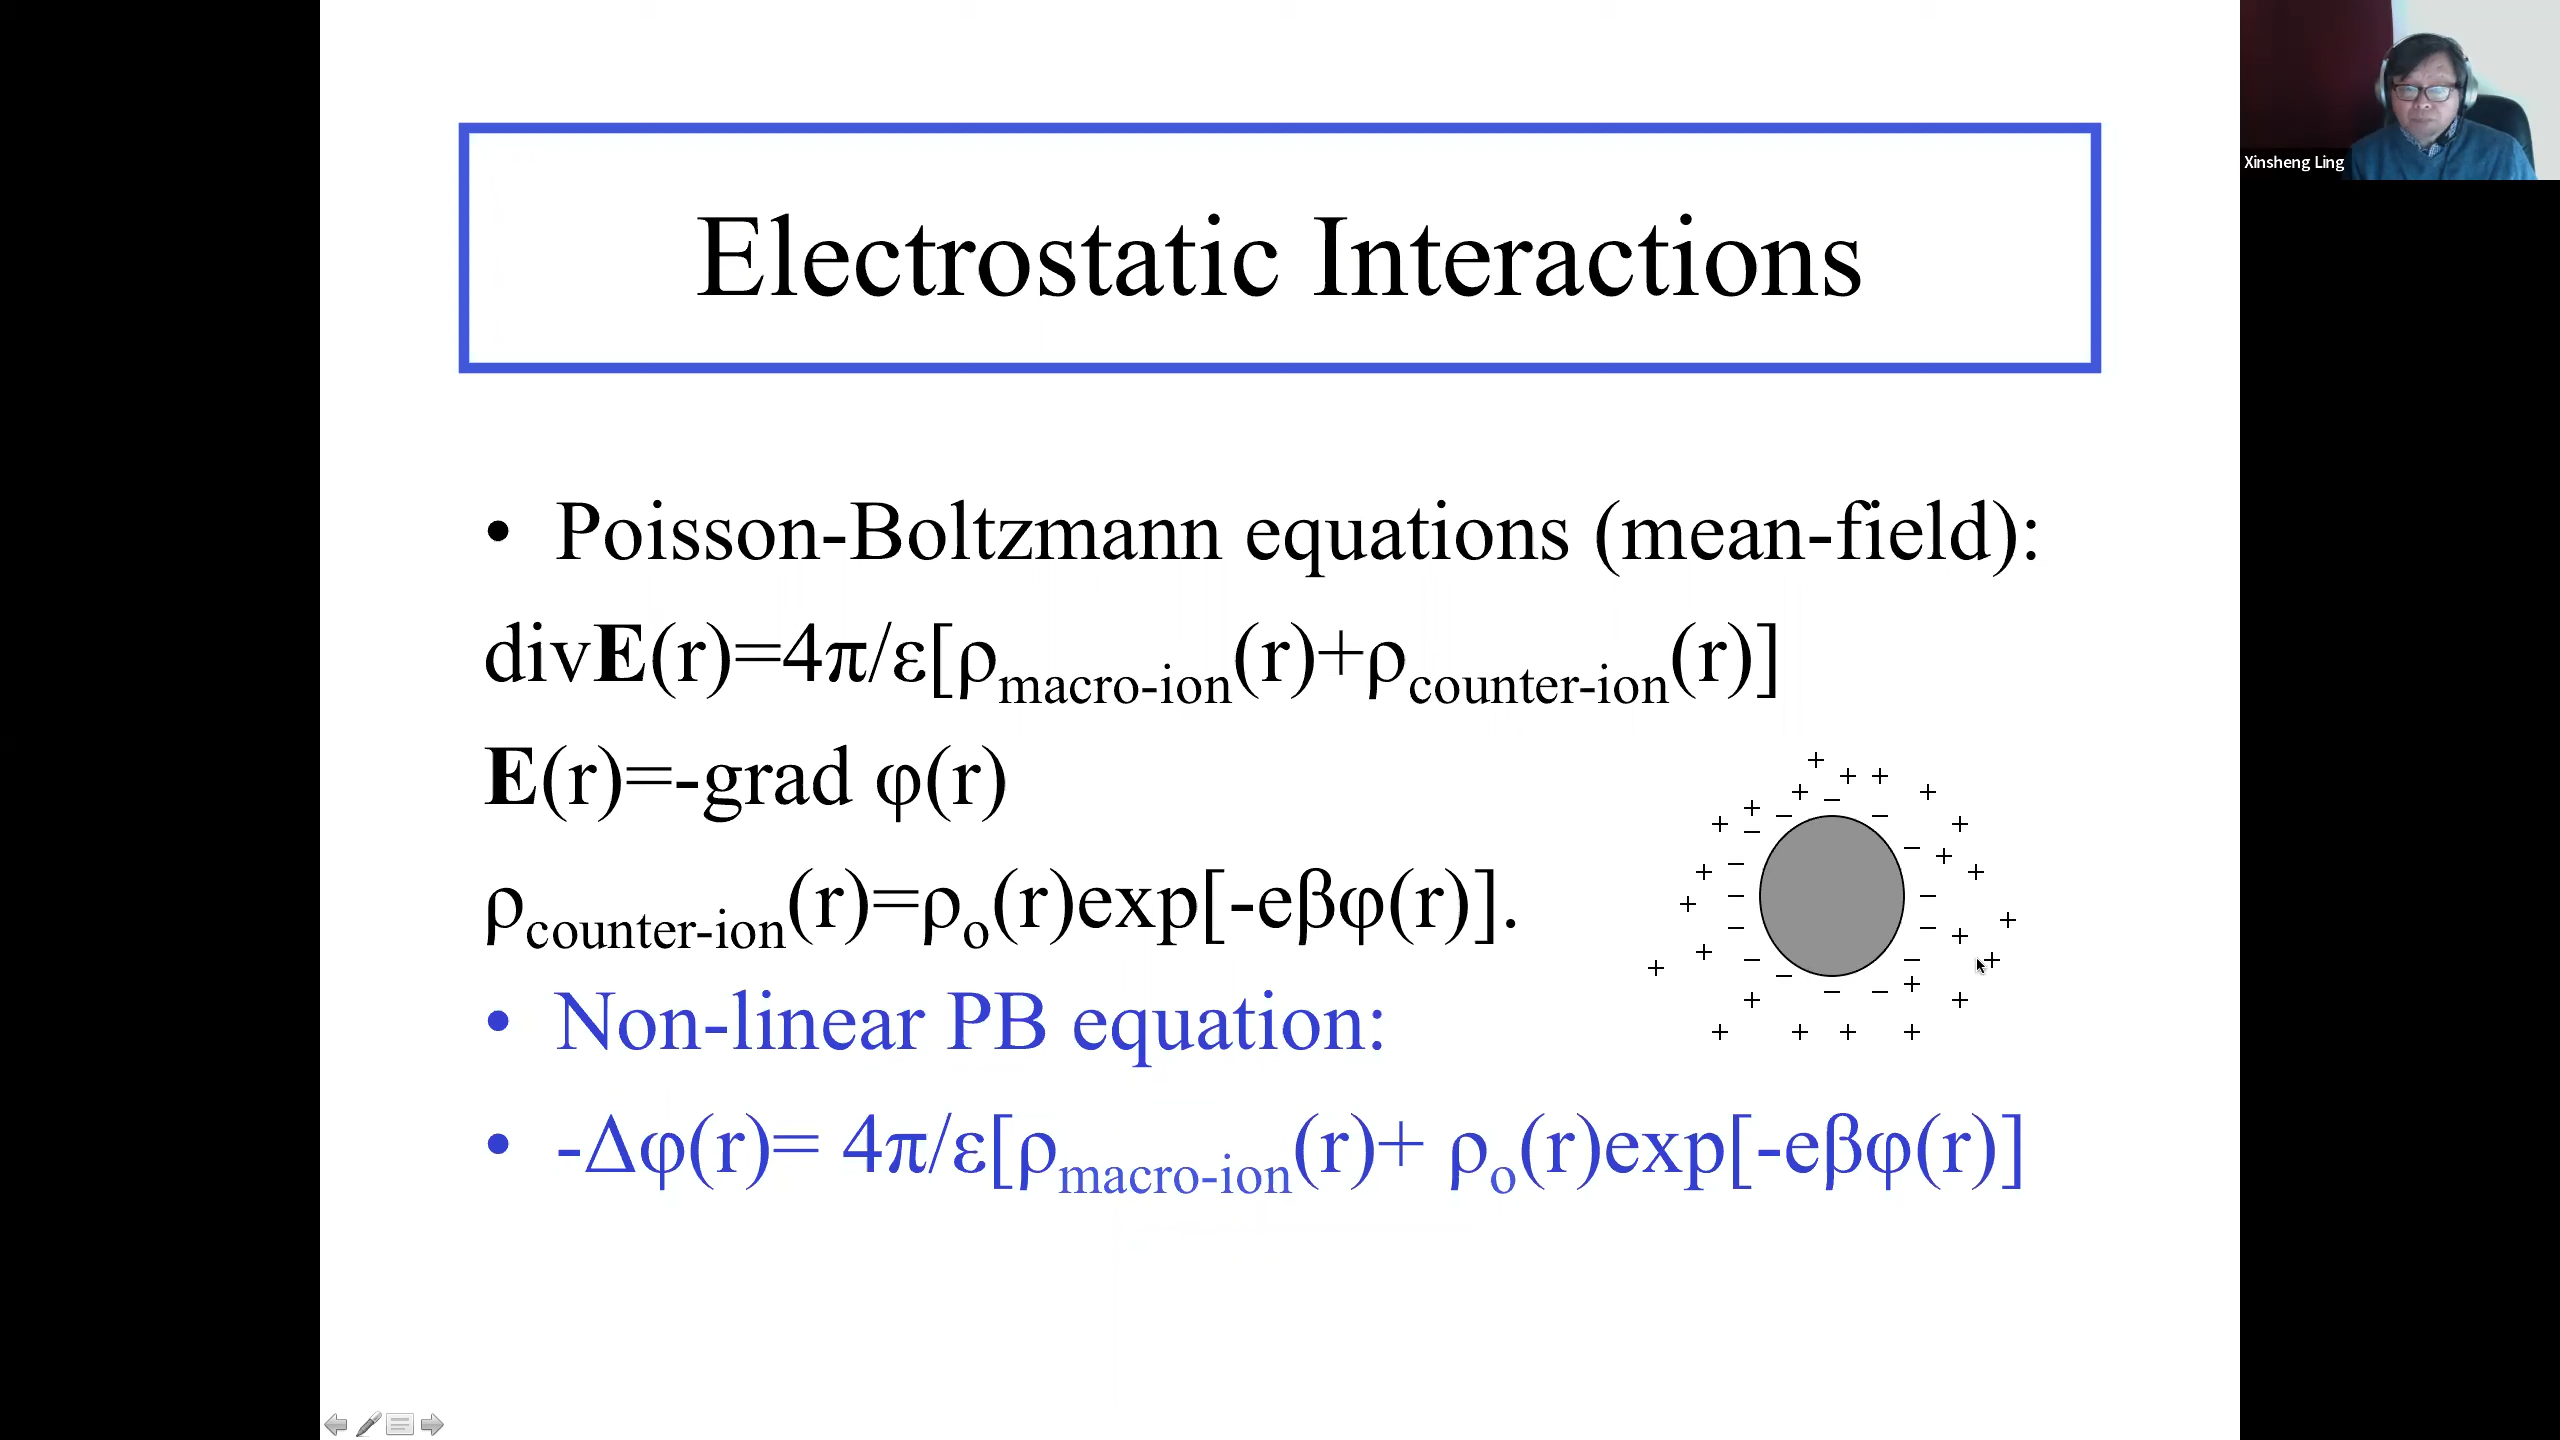 Electrostatic Interactions
Xinsheng Ling
• Poisson-Boltzmann equations (mean-field):
divE(r)=4π/ε[ρmacro-ion(r)+ρcounter-ion(r)]
E(r)=-grad φ(r)
ρcounter-ion(r)=ρo(r)exp[-eβφ(r)].
• Non-linear PB equation:
• -Δφ(r)= 4π/ε[ρmacro-ion(r)+ ρo(r)exp[-eβφ(r)]